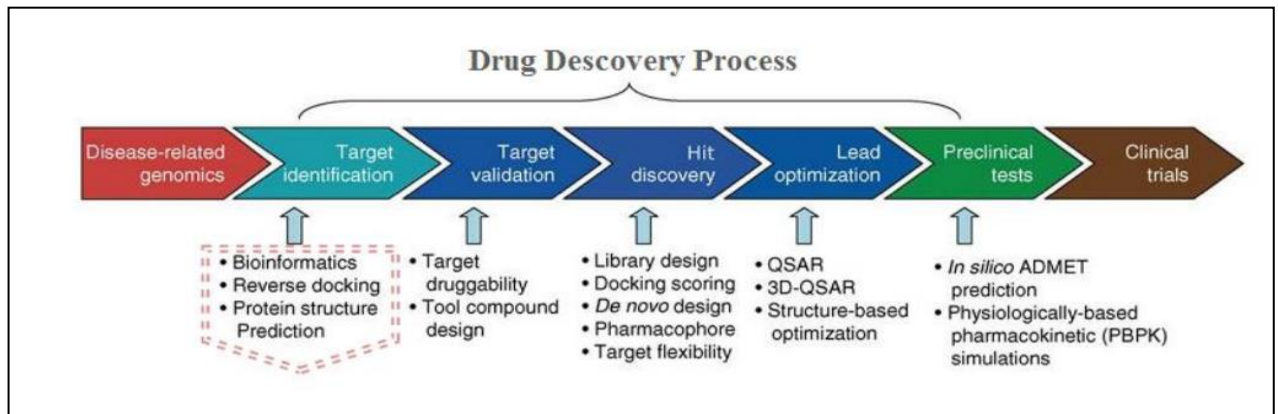 Drug Descovery Process
Disease-related
genomics
Target
identification
Target
validation
Hit
discovery
Lead
optimization
Preclinical
tests
Clinical
trials
• Bioinformatics
• Reverse docking
• Protein structure
Prediction
• Target
druggability
• Tool compound
design
• Library design
• Docking scoring
• De novo design
• Pharmacophore
• Target flexibility
• QSAR
• 3D-QSAR
• Structure-based
optimization
• In silico ADMET
prediction
• Physiologically-based
pharmacokinetic (PBPK)
simulations